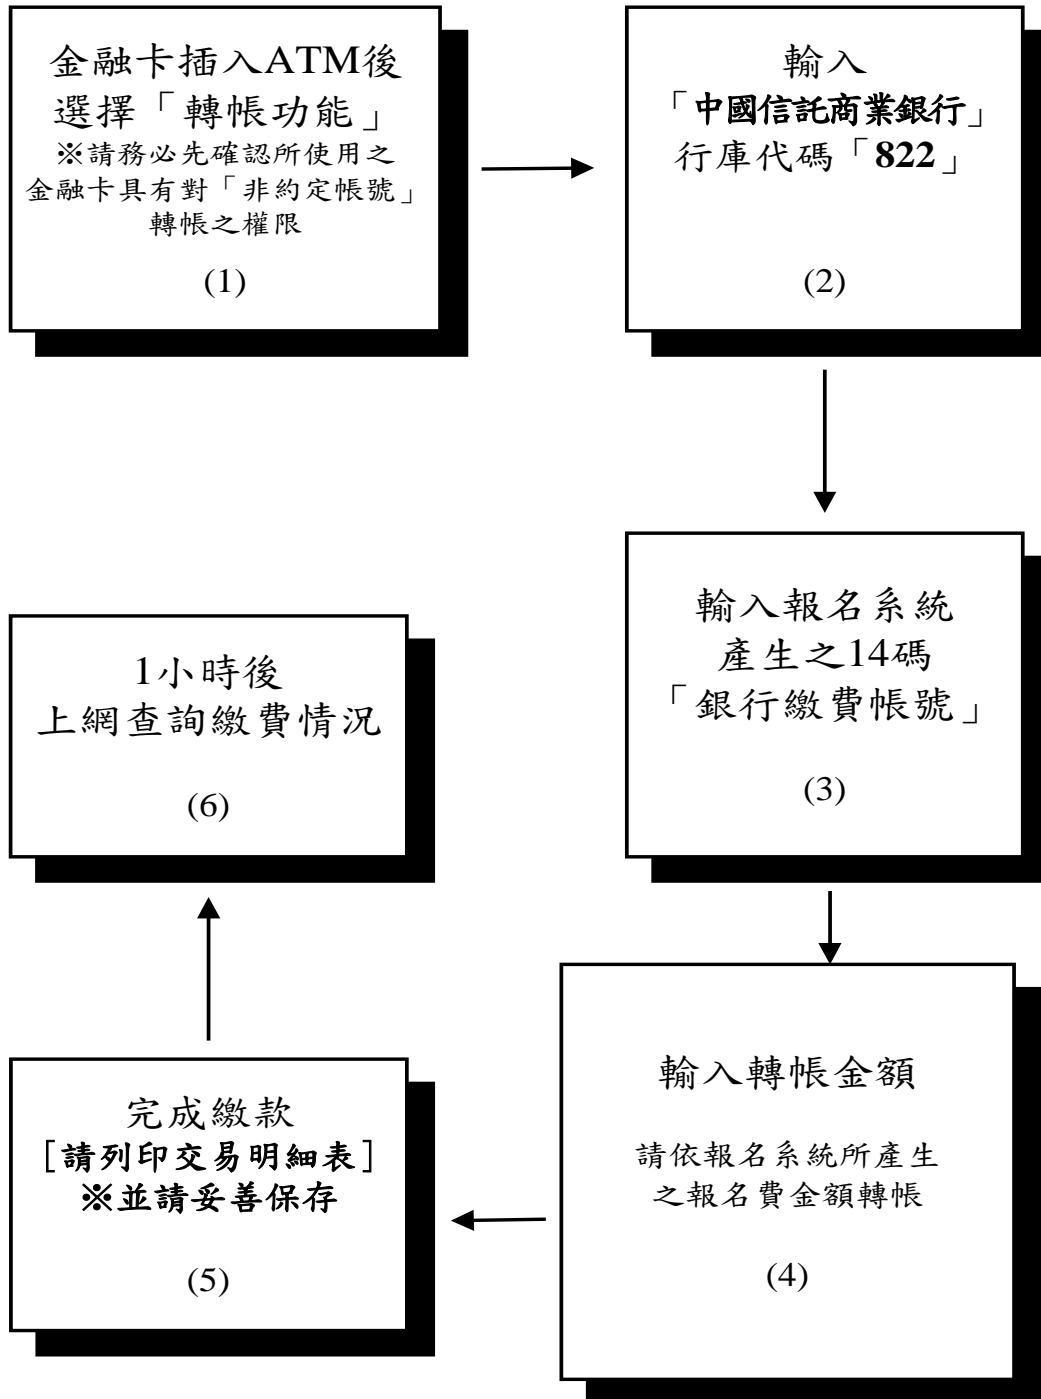 金融卡插入ATM後
選擇「轉帳功能」
※請務必先確認所使用之
金融卡具有對「非約定帳號」
轉帳之權限
(1)
輸入
「中國信託商業銀行」
行庫代碼「822」
(2)
輸入報名系統
產生之14碼
「銀行繳費帳號」
(3)
輸入轉帳金額
請依報名系統所產生
之報名費金額轉帳
(4)
完成繳款
[請列印交易明細表]
※並請妥善保存
(5)
1小時後
上網查詢繳費情況
(6)